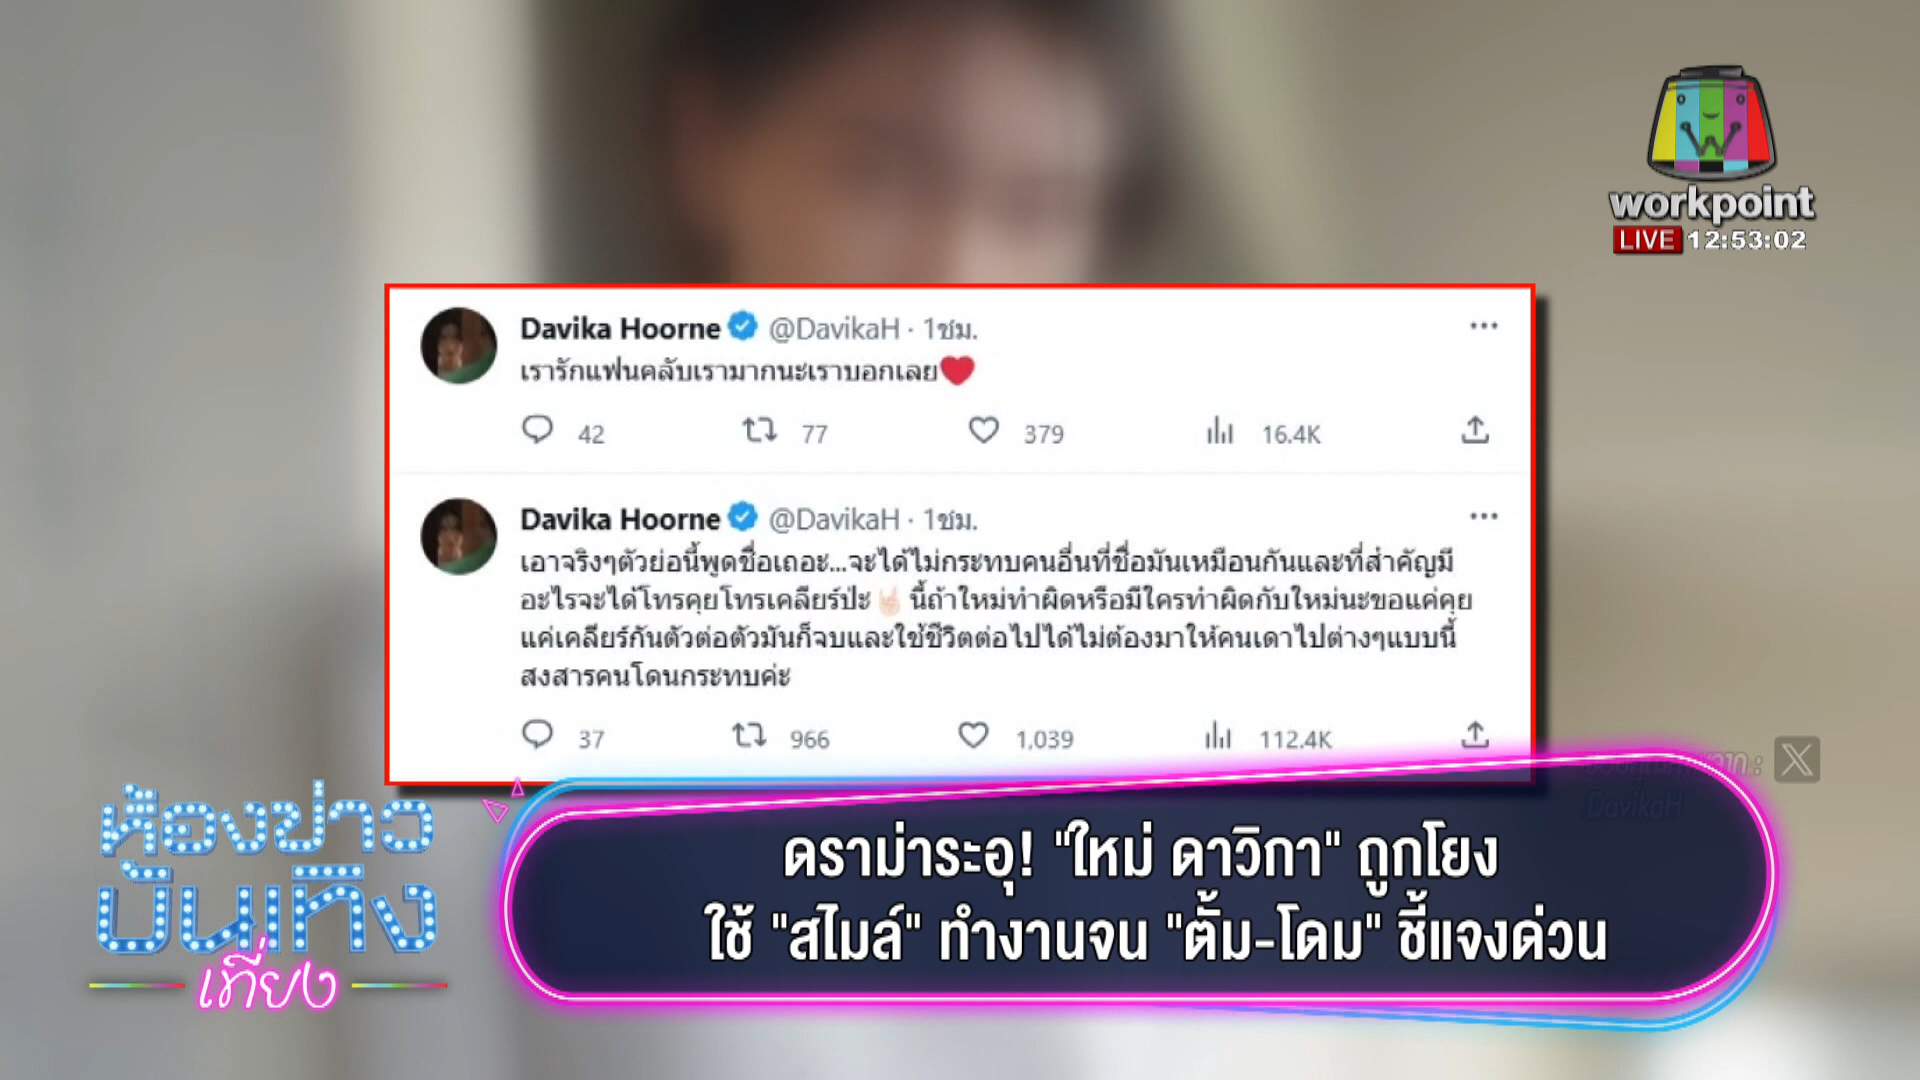 workpoint
LIVE 12:53:02
Davika Hoorne @DavikaH · 1ชม.
เรารักแฟนคลับเรามากนะเราบอกเลย❤️
42 77 379 16.4K
Davika Hoorne @DavikaH · 1ชม.
เอาจริงๆตัวย่อนี้พูดชื่อเถอะ...จะได้ไม่กระทบคนอื่นที่ชื่อมันเหมือนกันและที่สำคัญมี
อะไรจะได้โทรคุยโทรเคลียร์ป่ะ🤟🏻 นี้ถ้าใหม่ทำผิดหรือมีใครทำผิดกับใหม่นะขอแค่คุย
แค่เคลียร์กันตัวต่อตัวมันก็จบและใช้ชีวิตต่อไปได้ไม่ต้องมาให้คนเดาไปต่างๆแบบนี้
สงสารคนโดนกระทบค่ะ
37 966 1,039 112.4K
X
DavikaH
ห้องข่าว
บันเทิง
เที่ยง
ดราม่าระอุ! "ใหม่ ดาวิกา" ถูกโยง
ใช้ "สไมล์" ทำงานจน "ตั้ม-โดม" ชี้แจงด่วน